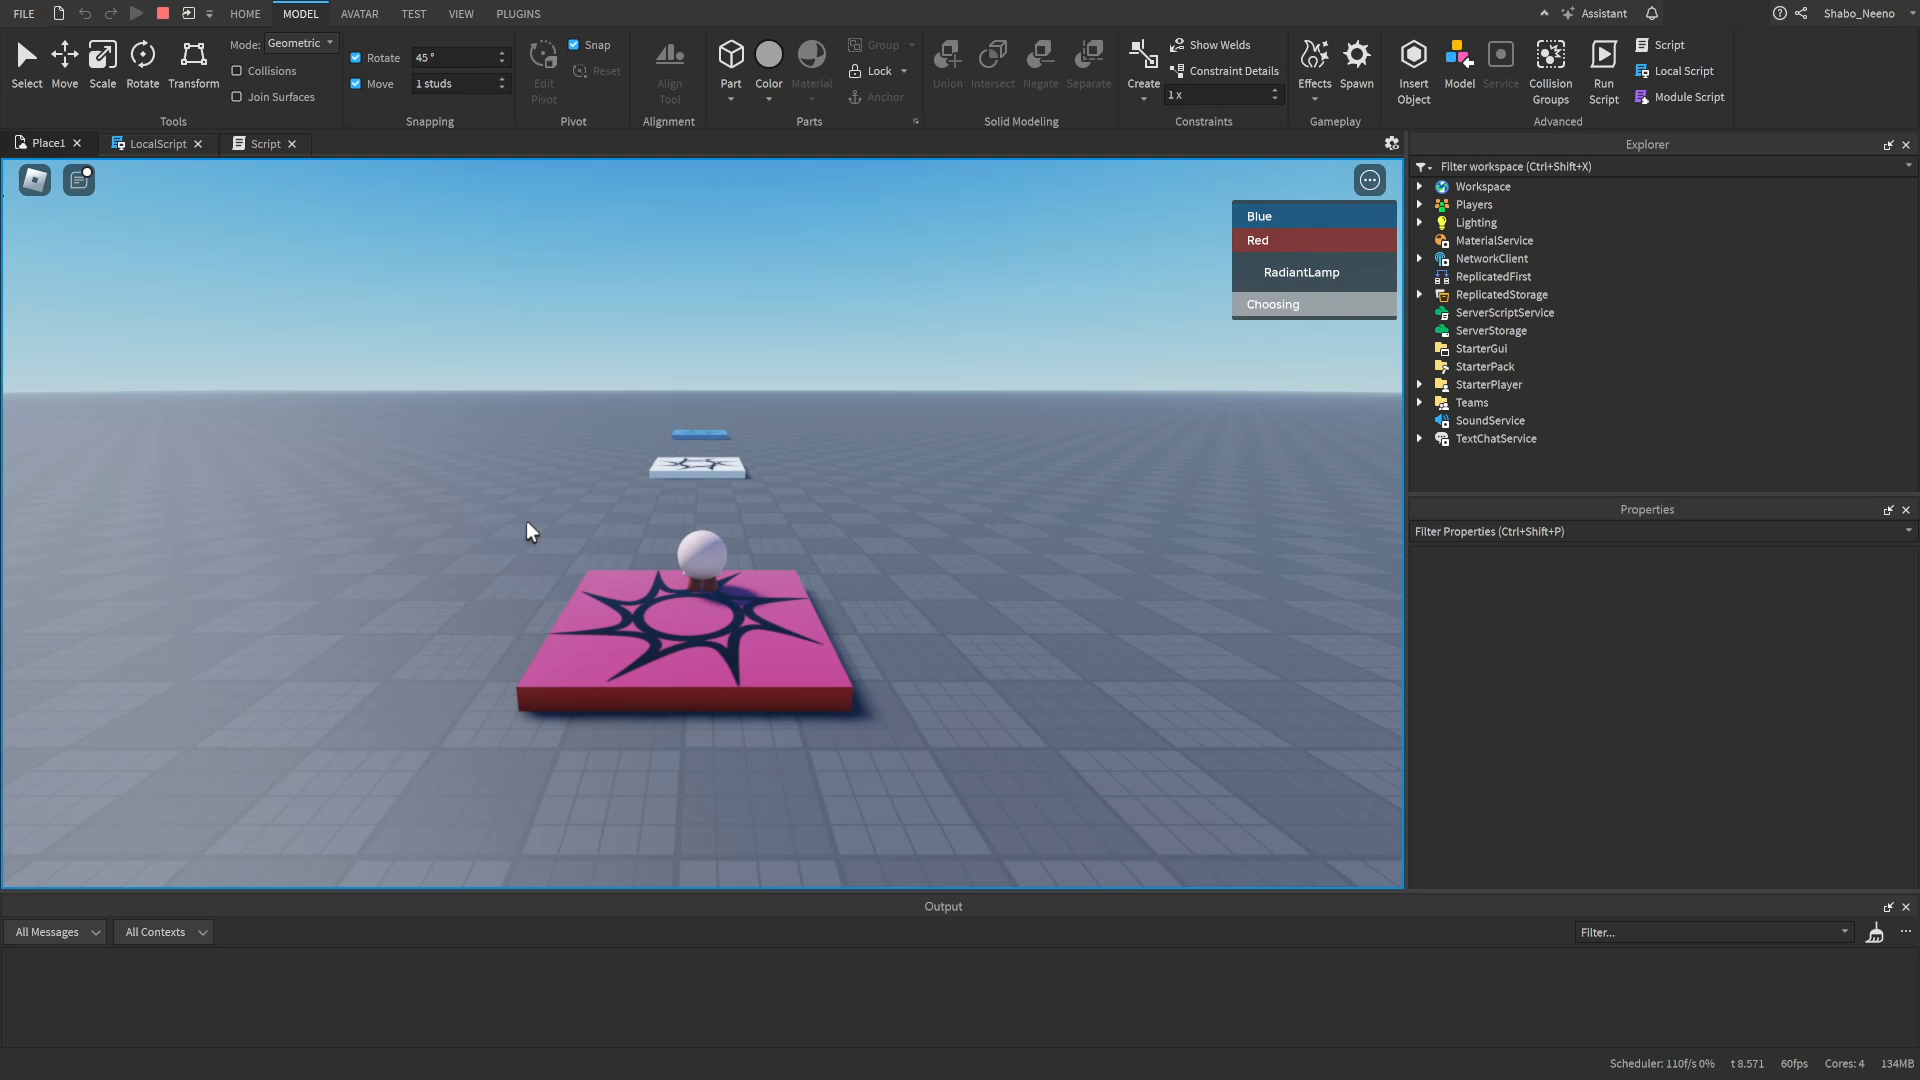 FILE HOME MODEL AVATAR TEST VIEW PLUGINS Assistant Shabo_Neeno
Select Move Scale Rotate Transform
Mode: Geometric
Collisions
Join Surfaces
Tools
Rotate 45 °
Move 1 studs
Snapping
Edit Pivot
Snap
Reset
Pivot
Align Tool
Alignment
Part Color Material
Group
Lock
Anchor
Parts
Union Intersect Negate Separate
Solid Modeling
Create
Show Welds
Constraint Details
1 x
Constraints
Effects Spawn
Gameplay
Insert Object
Model
Service
Collision Groups
Run Script
Script
Local Script
Module Script
Advanced
Place1 LocalScript Script
Blue
Red
RadiantLamp
Choosing
Explorer
Filter workspace (Ctrl+Shift+X)
Workspace
Players
Lighting
MaterialService
NetworkClient
ReplicatedFirst
ReplicatedStorage
ServerScriptService
ServerStorage
StarterGui
StarterPack
StarterPlayer
Teams
SoundService
TextChatService
Properties
Filter Properties (Ctrl+Shift+P)
Output
All Messages All Contexts Filter...
Scheduler: 110f/s 0% t 8.571 60fps Cores: 4 134MB